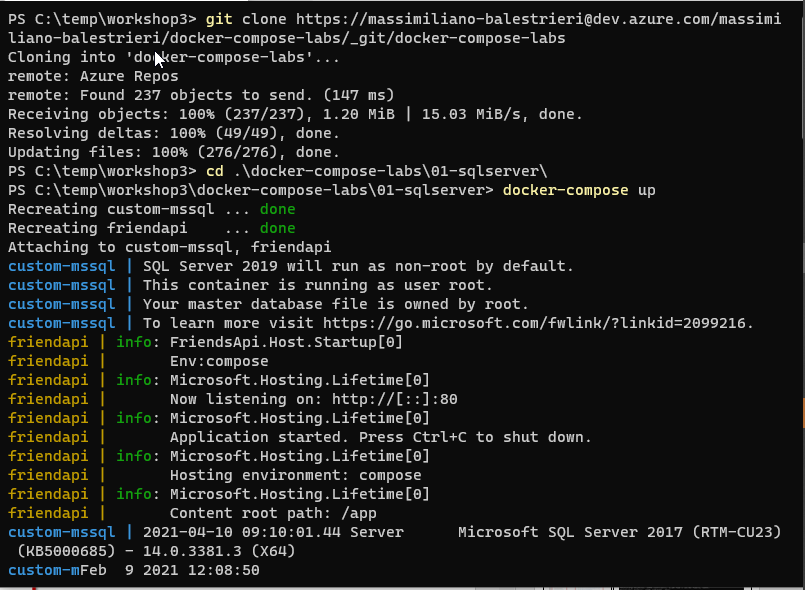 PS C:\temp\workshop3> git clone https://massimiliano-balestrieri@dev.azure.com/massimi
liano-balestrieri/docker-compose-labs/_git/docker-compose-labs
Cloning into 'docker-compose-labs'...
remote: Azure Repos
remote: Found 237 objects to send. (147 ms)
Receiving objects: 100% (237/237), 1.20 MiB | 15.03 MiB/s, done.
Resolving deltas: 100% (49/49), done.
Updating files: 100% (276/276), done.
PS C:\temp\workshop3> cd .\docker-compose-labs\01-sqlserver\
PS C:\temp\workshop3\docker-compose-labs\01-sqlserver> docker-compose up
Recreating custom-mssql ... done
Recreating friendapi    ... done
Attaching to custom-mssql, friendapi
custom-mssql | SQL Server 2019 will run as non-root by default.
custom-mssql | This container is running as user root.
custom-mssql | Your master database file is owned by root.
custom-mssql | To learn more visit https://go.microsoft.com/fwlink/?linkid=2099216.
friendapi | info: FriendsApi.Host.Startup[0]
friendapi |       Env:compose
friendapi | info: Microsoft.Hosting.Lifetime[0]
friendapi |       Now listening on: http://[::]:80
friendapi | info: Microsoft.Hosting.Lifetime[0]
friendapi |       Application started. Press Ctrl+C to shut down.
friendapi | info: Microsoft.Hosting.Lifetime[0]
friendapi |       Hosting environment: compose
friendapi | info: Microsoft.Hosting.Lifetime[0]
friendapi |       Content root path: /app
custom-mssql | 2021-04-10 09:10:01.44 Server      Microsoft SQL Server 2017 (RTM-CU23)
 (KB5000685) - 14.0.3381.3 (X64)
custom-mFeb  9 2021 12:08:50